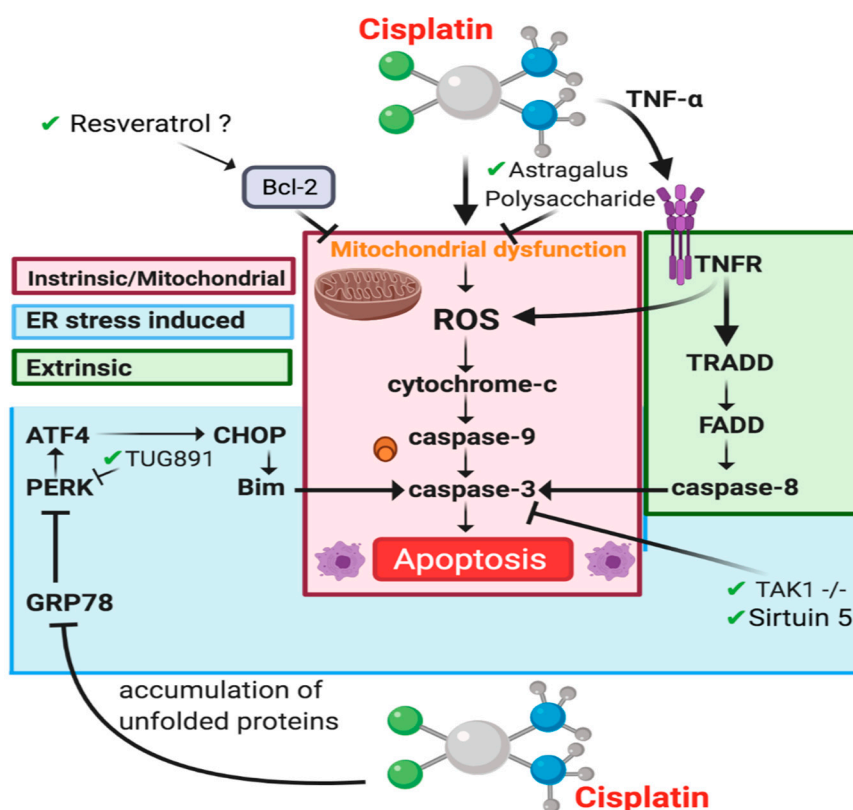 Cisplatin
TNF-α
✔ Resveratrol ?
Bcl-2
✔ Astragalus
Polysaccharide
Mitochondrial dysfunction
TNFR
Instrinsic/Mitochondrial
ER stress induced
Extrinsic
ROS
TRADD
cytochrome-c
FADD
ATF4
CHOP
caspase-9
✔ TUG891
PERK
Bim
caspase-3
caspase-8
Apoptosis
GRP78
✔ TAK1 -/-
✔ Sirtuin 5
accumulation of
unfolded proteins
Cisplatin